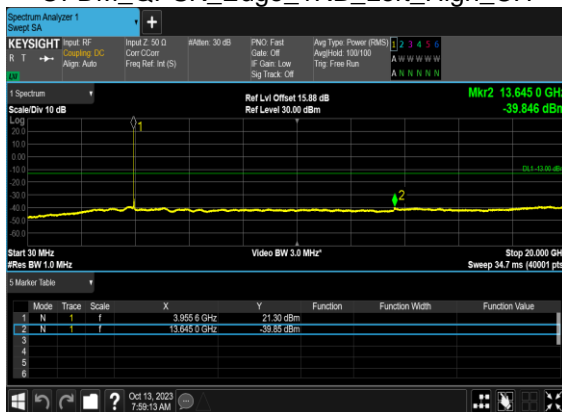 Spectrum Analyzer 1
Swept SA
+
KEYSIGHT Input: RF
R T Coupling: DC
Align: Auto
LU
Input Z: 50 Ω
Corr CCorr
Freq Ref: Int (S)
#Atten: 30 dB
PNO: Fast
Gate: Off
IF Gain: Low
Sig Track: Off
Avg Type: Power (RMS)
Avg|Hold: 100/100
Trig: Free Run
1 2 3 4 5 6
A W W W W W
A N N N N N
1 Spectrum
Scale/Div 10 dB
Ref Lvl Offset 15.88 dB
Ref Level 30.00 dBm
Mkr2 13.645 0 GHz
-39.846 dBm
Log
20.0
10.0
0.00
-10.0
-20.0
-30.0
-40.0
-50.0
-60.0
1
2
DL1 -13.00 dBm
Start 30 MHz
#Res BW 1.0 MHz
Video BW 3.0 MHz*
Stop 20.000 GH
Sweep 34.7 ms (40001 pts
5 Marker Table
Mode Trace Scale X Y Function Function Width Function Value
1 N 1 f 3.955 6 GHz 21.30 dBm
2 N 1 f 13.645 0 GHz -39.85 dBm
3
4
5
6
? Oct 13, 2023
7:59:13 AM